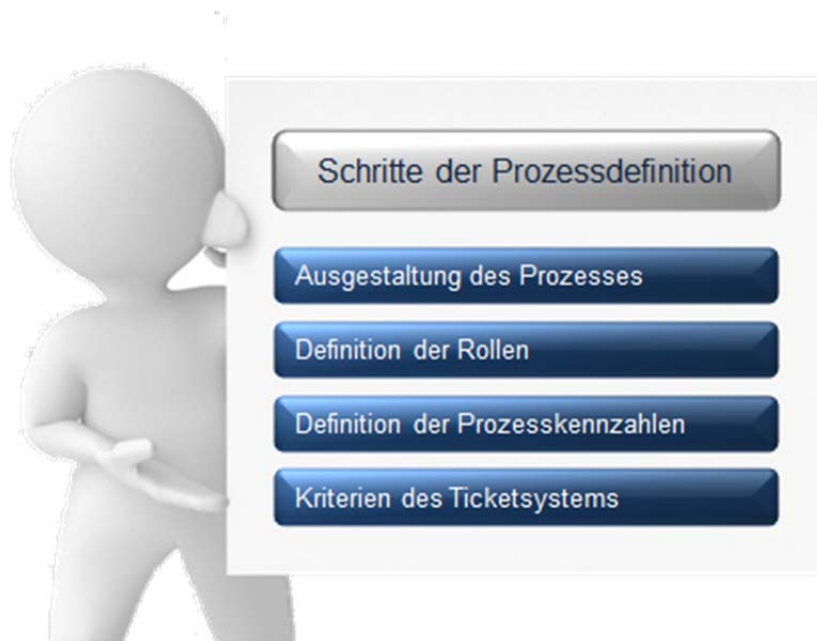 Schritte der Prozessdefinition
Ausgestaltung des Prozesses
Definition der Rollen
Definition der Prozesskennzahlen
Kriterien des Ticketsystems